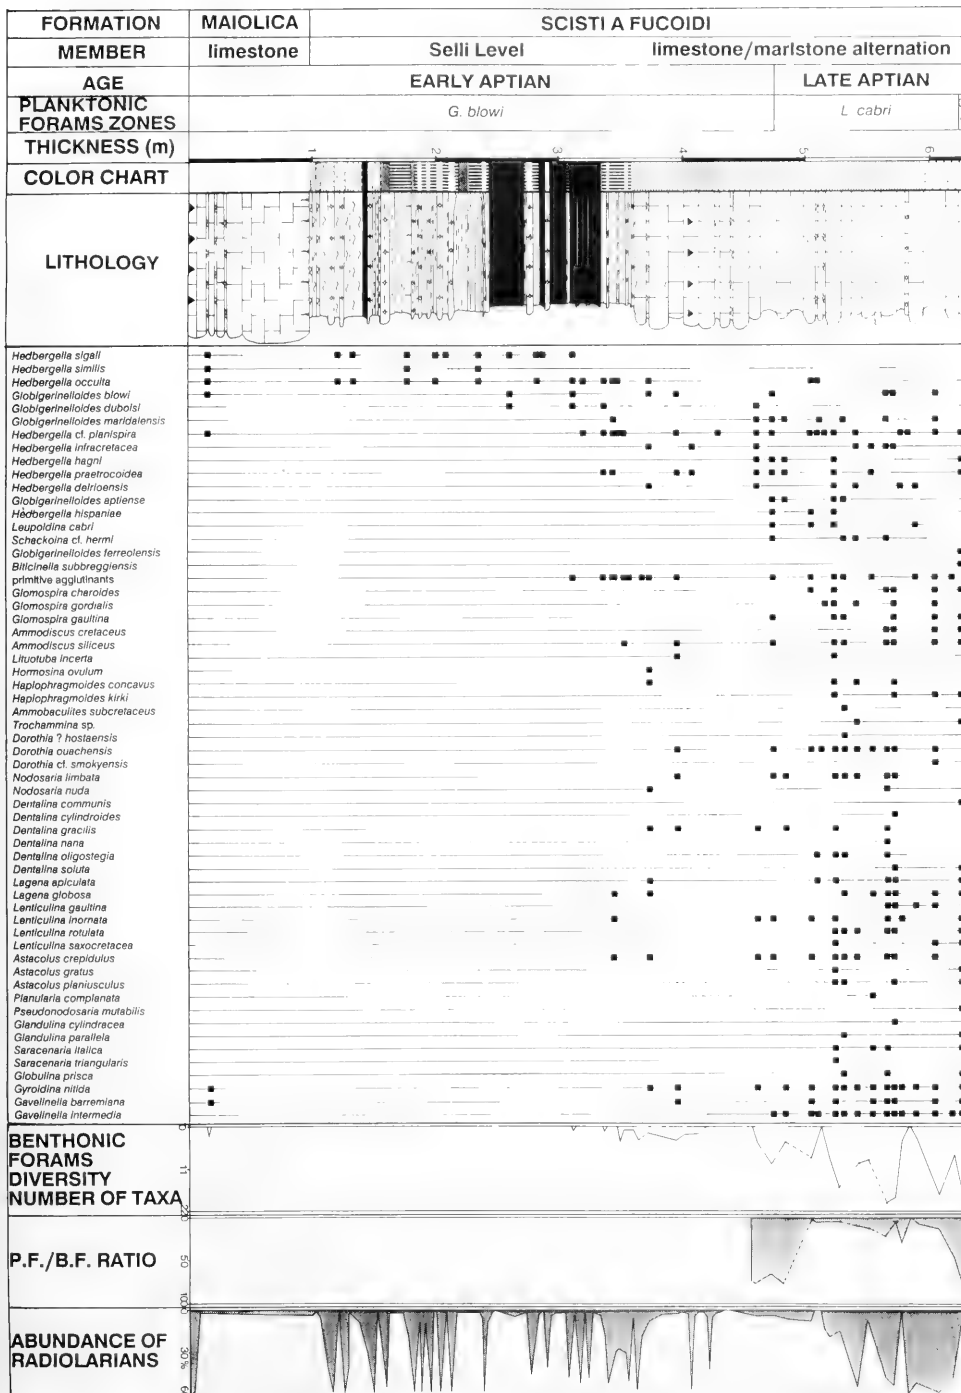 FORMATION MAIOLICA SCISTI A FUCOIDI
MEMBER limestone Selli Level limestone/marlstone alternation
AGE EARLY APTIAN LATE APTIAN
PLANKTONIC
FORAMS ZONES G. blowi L. cabri
THICKNESS (m) 1 2 3 4 5 6
COLOR CHART
LITHOLOGY
Hedbergella sigali
Hedbergella similis
Hedbergella occulta
Globigerinelloides blowi
Globigerinelloides duboisi
Globigerinelloides maridalensis
Hedbergella cf. planispira
Hedbergella infracretacea
Hedbergella hagni
Hedbergella praetrocoidea
Hedbergella delrioensis
Globigerinelloides aptiense
Hedbergella hispaniae
Leupoldina cabri
Schackoina cf. hermi
Globigerinelloides ferreolensis
Biticinella subbreggiensis
primitive agglutinants
Glomospira charoides
Glomospira gordialis
Glomospira gaultina
Ammodiscus cretaceus
Ammodiscus siliceus
Lituotuba incerta
Hormosina ovulum
Haplophragmoides concavus
Haplophragmoides kirki
Ammobaculites subcretaceus
Trochammina sp.
Dorothia ? hostaensis
Dorothia ouachensis
Dorothia cf. smokyensis
Nodosaria limbata
Nodosaria nuda
Dentalina communis
Dentalina cylindroides
Dentalina gracilis
Dentalina nana
Dentalina oligostegia
Dentalina soluta
Lagena apiculata
Lagena globosa
Lenticulina gaultina
Lenticulina inornata
Lenticulina rotulata
Lenticulina saxocretacea
Astacolus crepidulus
Astacolus gratus
Astacolus planiusculus
Planularia complanata
Pseudonodosaria mutabilis
Glandulina cylindracea
Glandulina parallela
Saracenaria italica
Saracenaria triangularis
Globulina prisca
Gyroidina nitida
Gavelinella barremiana
Gavelinella intermedia
BENTHONIC
FORAMS
DIVERSITY 11
NUMBER OF TAXA 22
P.F./B.F. RATIO 50
100
ABUNDANCE OF
RADIOLARIANS 30%